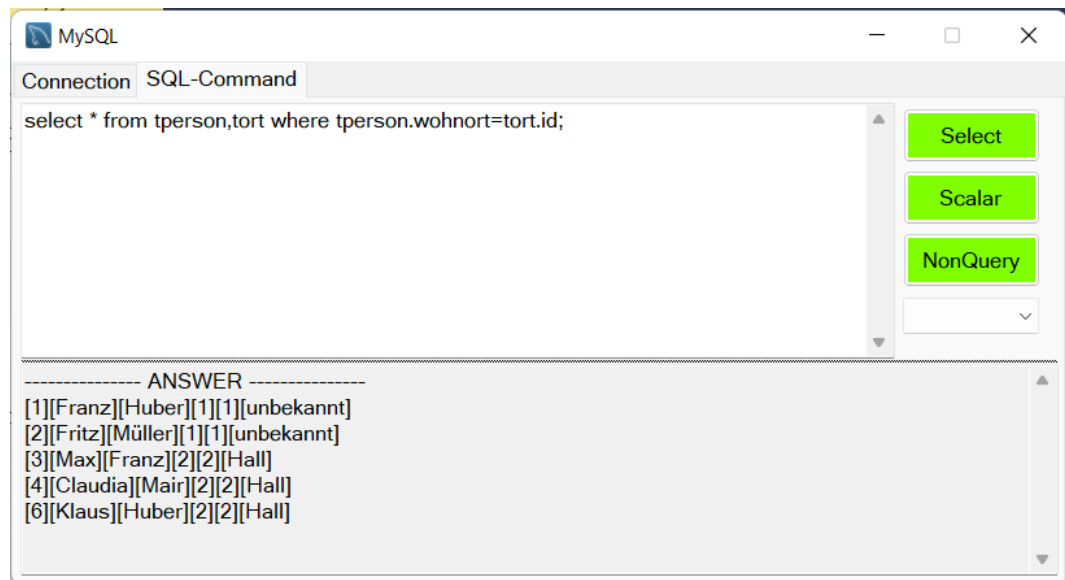 MySQL
Connection SQL-Command
select * from tperson,tort where tperson.wohnort=tort.id;
Select
Scalar
NonQuery
--------------- ANSWER ---------------
[1][Franz][Huber][1][1][unbekannt]
[2][Fritz][Müller][1][1][unbekannt]
[3][Max][Franz][2][2][Hall]
[4][Claudia][Mair][2][2][Hall]
[6][Klaus][Huber][2][2][Hall]